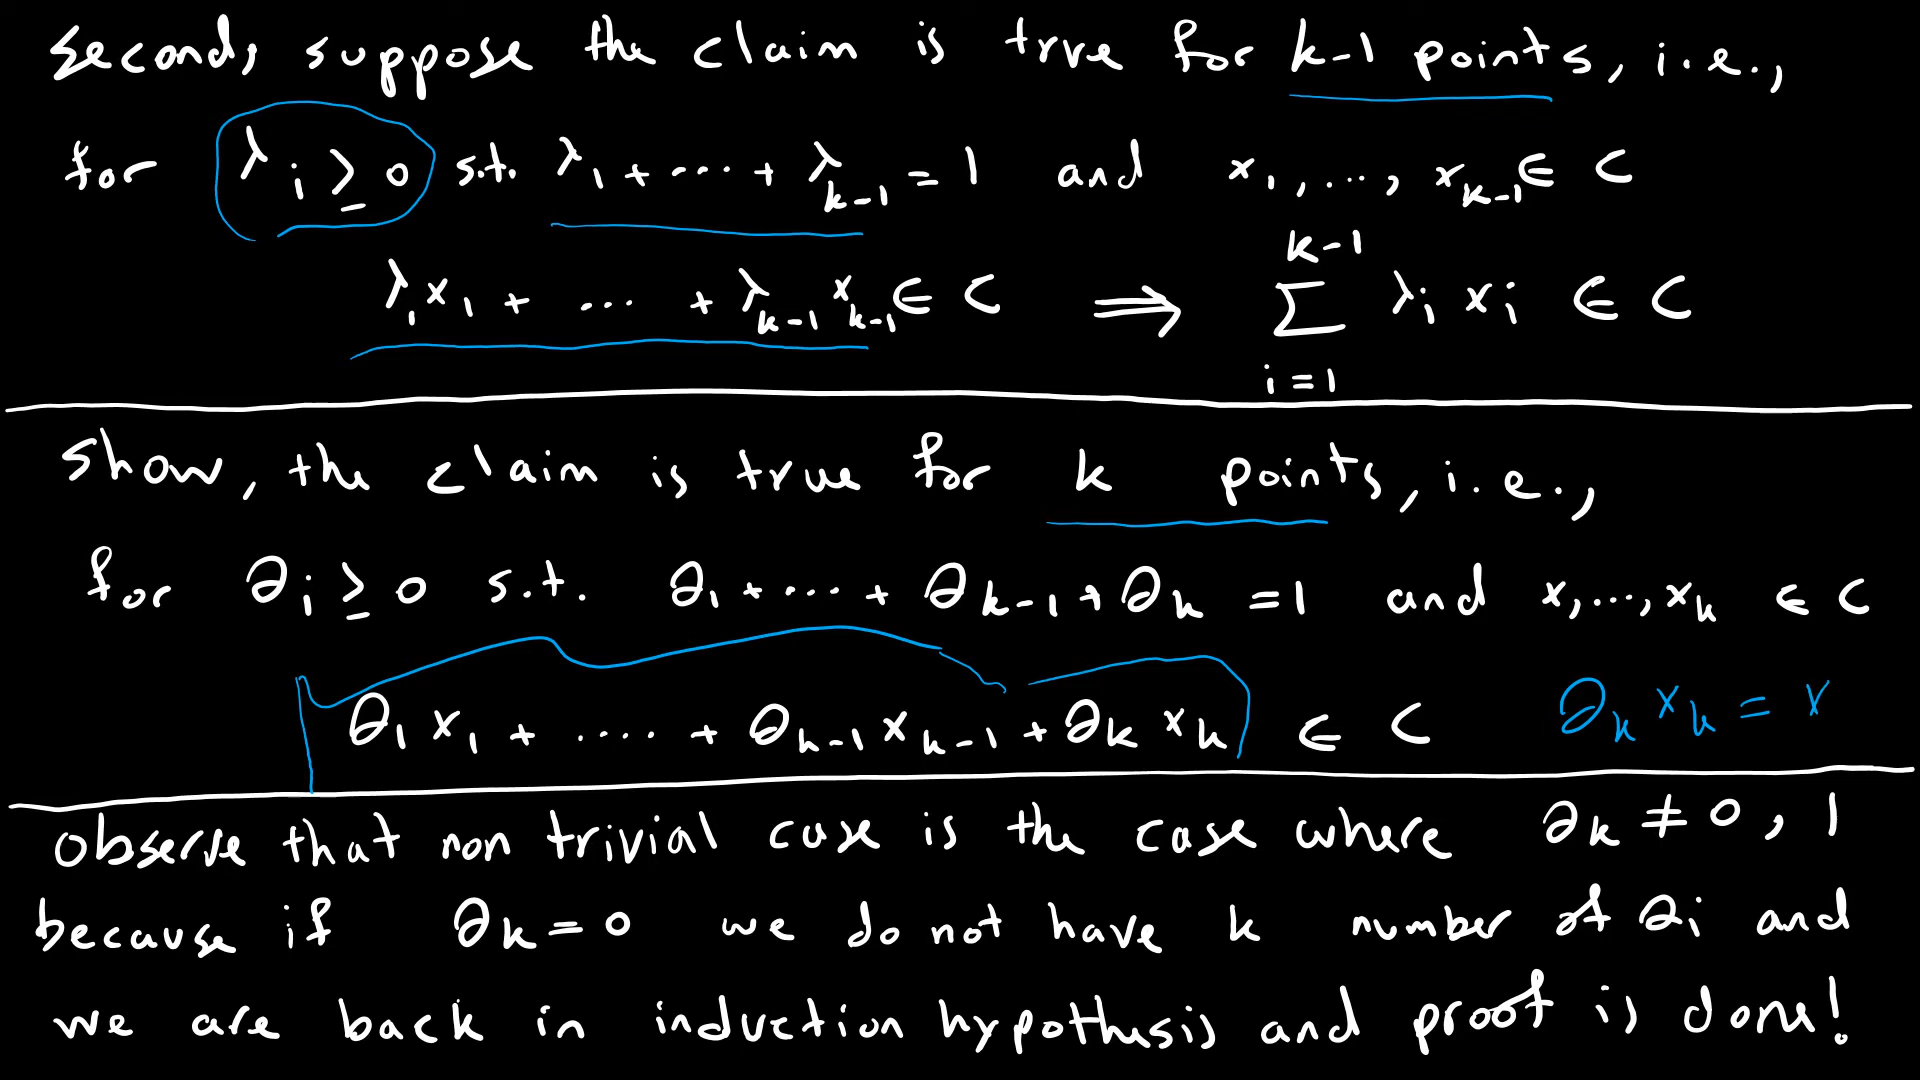 second, suppose the claim is true for k-1 points, i.e.,
for λi ≥ 0 s.t. λ1 + ... + λk-1 = 1 and x1, ..., xk-1 ∈ C
λ1x1 + ... + λk-1xk-1 ∈ C ⟹ ∑_{i=1}^{k-1} λi xi ∈ C
show, the claim is true for k points, i.e.,
for θi ≥ 0 s.t. θ1 + ... + θk-1 + θk = 1 and x, ..., xk ∈ C
θ1x1 + .... + θk-1xk-1 + θk xk ∈ C θk xk = x
observe that non trivial case is the case where θk ≠ 0, 1
because if θk = 0 we do not have k number of θi and
we are back in induction hypothesis and proof is done!